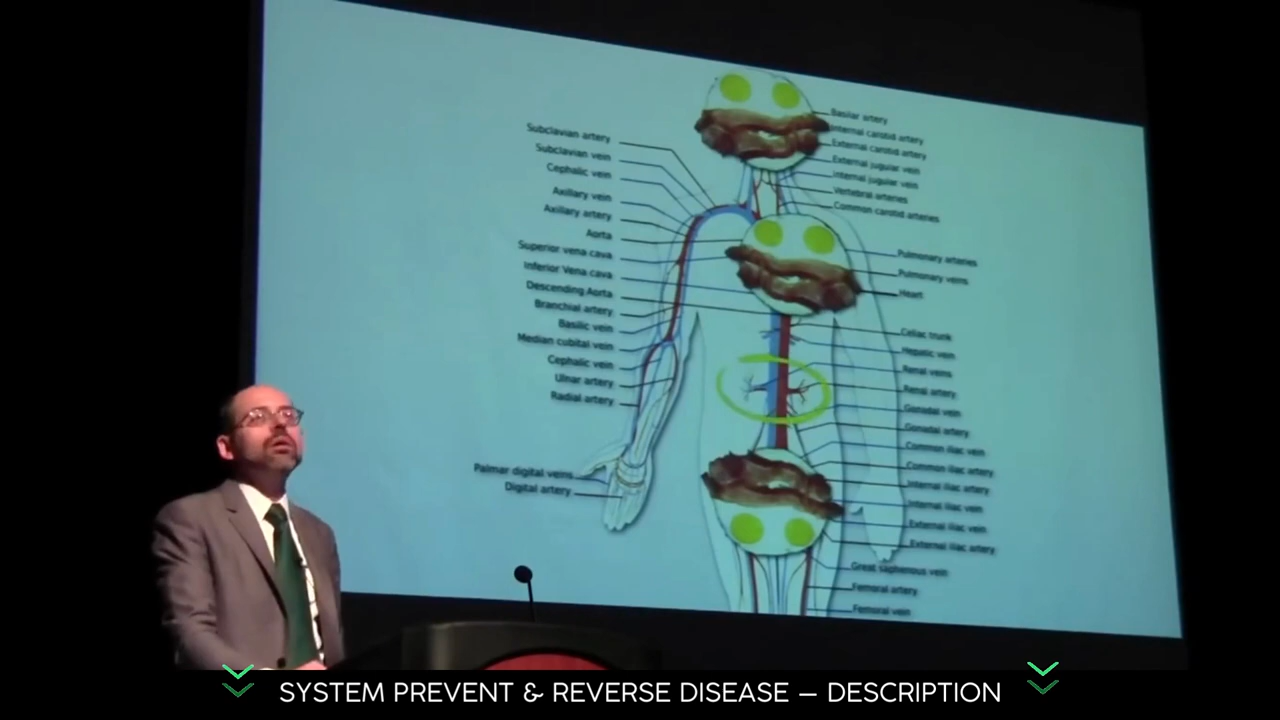 Subclavian artery
Subclavian vein
Cephalic vein
Axillary vein
Axillary artery
Aorta
Superior vena cava
Inferior Vena cava
Descending Aorta
Branchial artery
Basilic vein
Median cubital vein
Cephalic vein
Ulnar artery
Radial artery
Palmar digital veins
Digital artery
Basilar artery
Internal carotid artery
External carotid artery
External jugular vein
Internal jugular vein
Vertebral arteries
Common carotid arteries
Pulmonary arteries
Pulmonary veins
Heart
Celiac trunk
Hepatic vein
Renal veins
Renal artery
Gonadal vein
Gonadal artery
Common iliac vein
Common iliac artery
Internal iliac artery
Internal iliac vein
External iliac vein
External iliac artery
Great saphenous vein
Femoral artery
Femoral vein
SYSTEM PREVENT & REVERSE DISEASE – DESCRIPTION